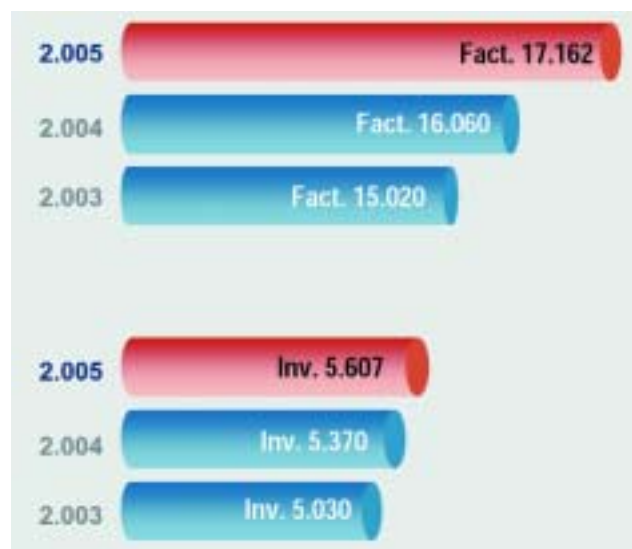 2.005 Fact. 17.162
2.004 Fact. 16.060
2.003 Fact. 15.020
2.005 Inv. 5.607
2.004 Inv. 5.370
2.003 Inv. 5.030